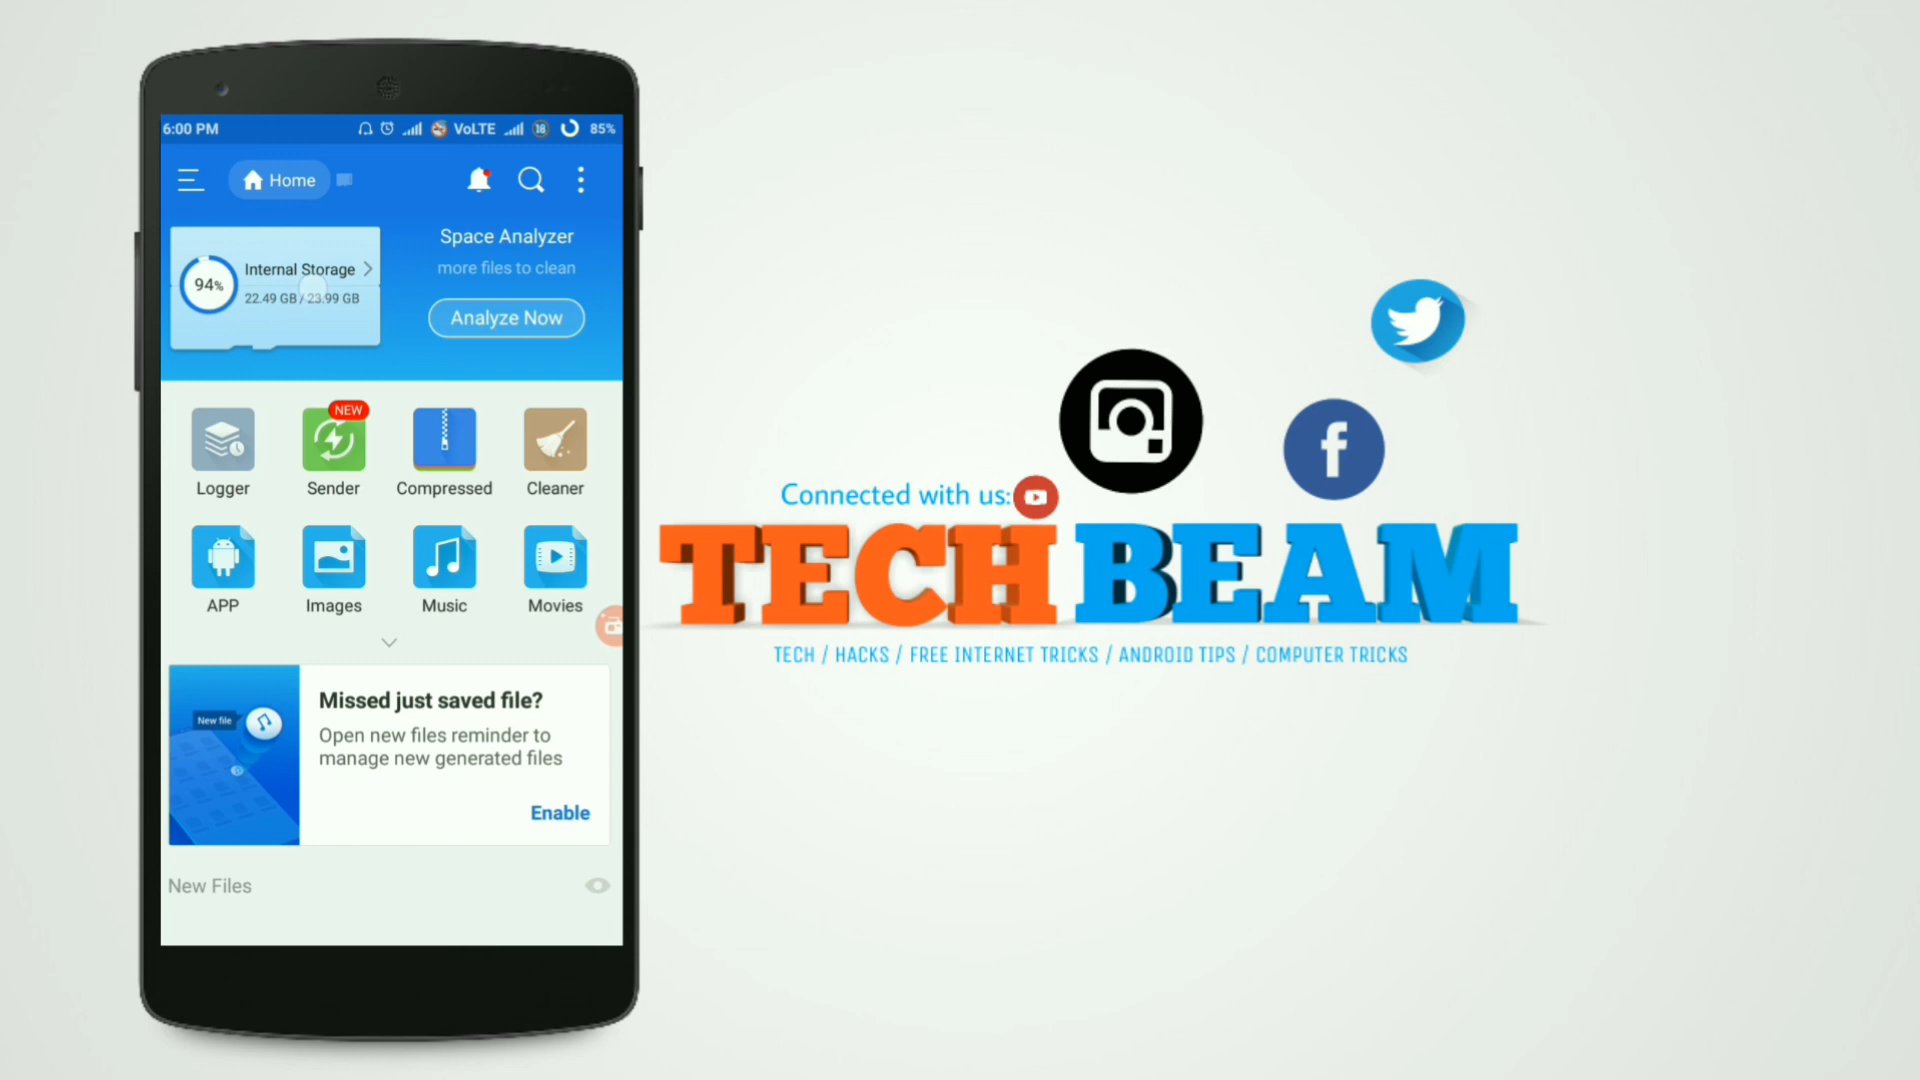 6:00 PM
VoLTE
18
85%
Home
Space Analyzer
more files to clean
Analyze Now
94%
Internal Storage
22.49 GB / 23.99 GB
NEW
Logger
Sender
Compressed
Cleaner
APP
Images
Music
Movies
New file
Missed just saved file?
Open new files reminder to
manage new generated files
Enable
New Files
Connected with us:
f
TECH BEAM
TECH / HACKS / FREE INTERNET TRICKS / ANDROID TIPS / COMPUTER TRICKS